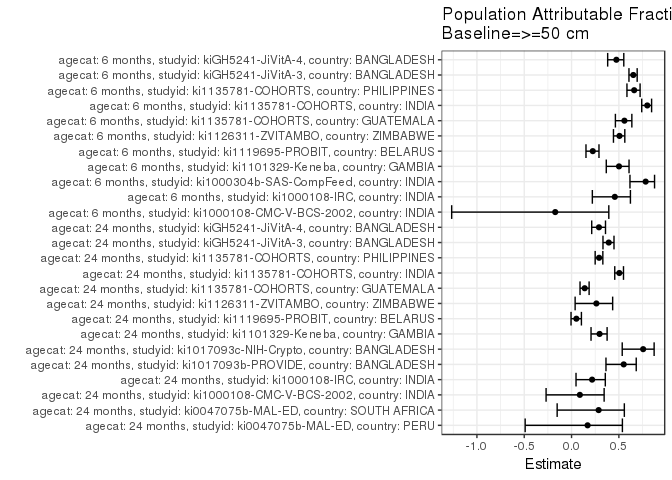 Population Attributable Fracti
Baseline=>=50 cm
agecat: 6 months, studyid: kiGH5241-JiVitA-4, country: BANGLADESH
agecat: 6 months, studyid: kiGH5241-JiVitA-3, country: BANGLADESH
agecat: 6 months, studyid: ki1135781-COHORTS, country: PHILIPPINES
agecat: 6 months, studyid: ki1135781-COHORTS, country: INDIA
agecat: 6 months, studyid: ki1135781-COHORTS, country: GUATEMALA
agecat: 6 months, studyid: ki1126311-ZVITAMBO, country: ZIMBABWE
agecat: 6 months, studyid: ki1119695-PROBIT, country: BELARUS
agecat: 6 months, studyid: ki1101329-Keneba, country: GAMBIA
agecat: 6 months, studyid: ki1000304b-SAS-CompFeed, country: INDIA
agecat: 6 months, studyid: ki1000108-IRC, country: INDIA
agecat: 6 months, studyid: ki1000108-CMC-V-BCS-2002, country: INDIA
agecat: 24 months, studyid: kiGH5241-JiVitA-4, country: BANGLADESH
agecat: 24 months, studyid: kiGH5241-JiVitA-3, country: BANGLADESH
agecat: 24 months, studyid: ki1135781-COHORTS, country: PHILIPPINES
agecat: 24 months, studyid: ki1135781-COHORTS, country: INDIA
agecat: 24 months, studyid: ki1135781-COHORTS, country: GUATEMALA
agecat: 24 months, studyid: ki1126311-ZVITAMBO, country: ZIMBABWE
agecat: 24 months, studyid: ki1119695-PROBIT, country: BELARUS
agecat: 24 months, studyid: ki1101329-Keneba, country: GAMBIA
agecat: 24 months, studyid: ki1017093c-NIH-Crypto, country: BANGLADESH
agecat: 24 months, studyid: ki1017093b-PROVIDE, country: BANGLADESH
agecat: 24 months, studyid: ki1000108-IRC, country: INDIA
agecat: 24 months, studyid: ki1000108-CMC-V-BCS-2002, country: INDIA
agecat: 24 months, studyid: ki0047075b-MAL-ED, country: SOUTH AFRICA
agecat: 24 months, studyid: ki0047075b-MAL-ED, country: PERU
-1.0 -0.5 0.0 0.5
Estimate